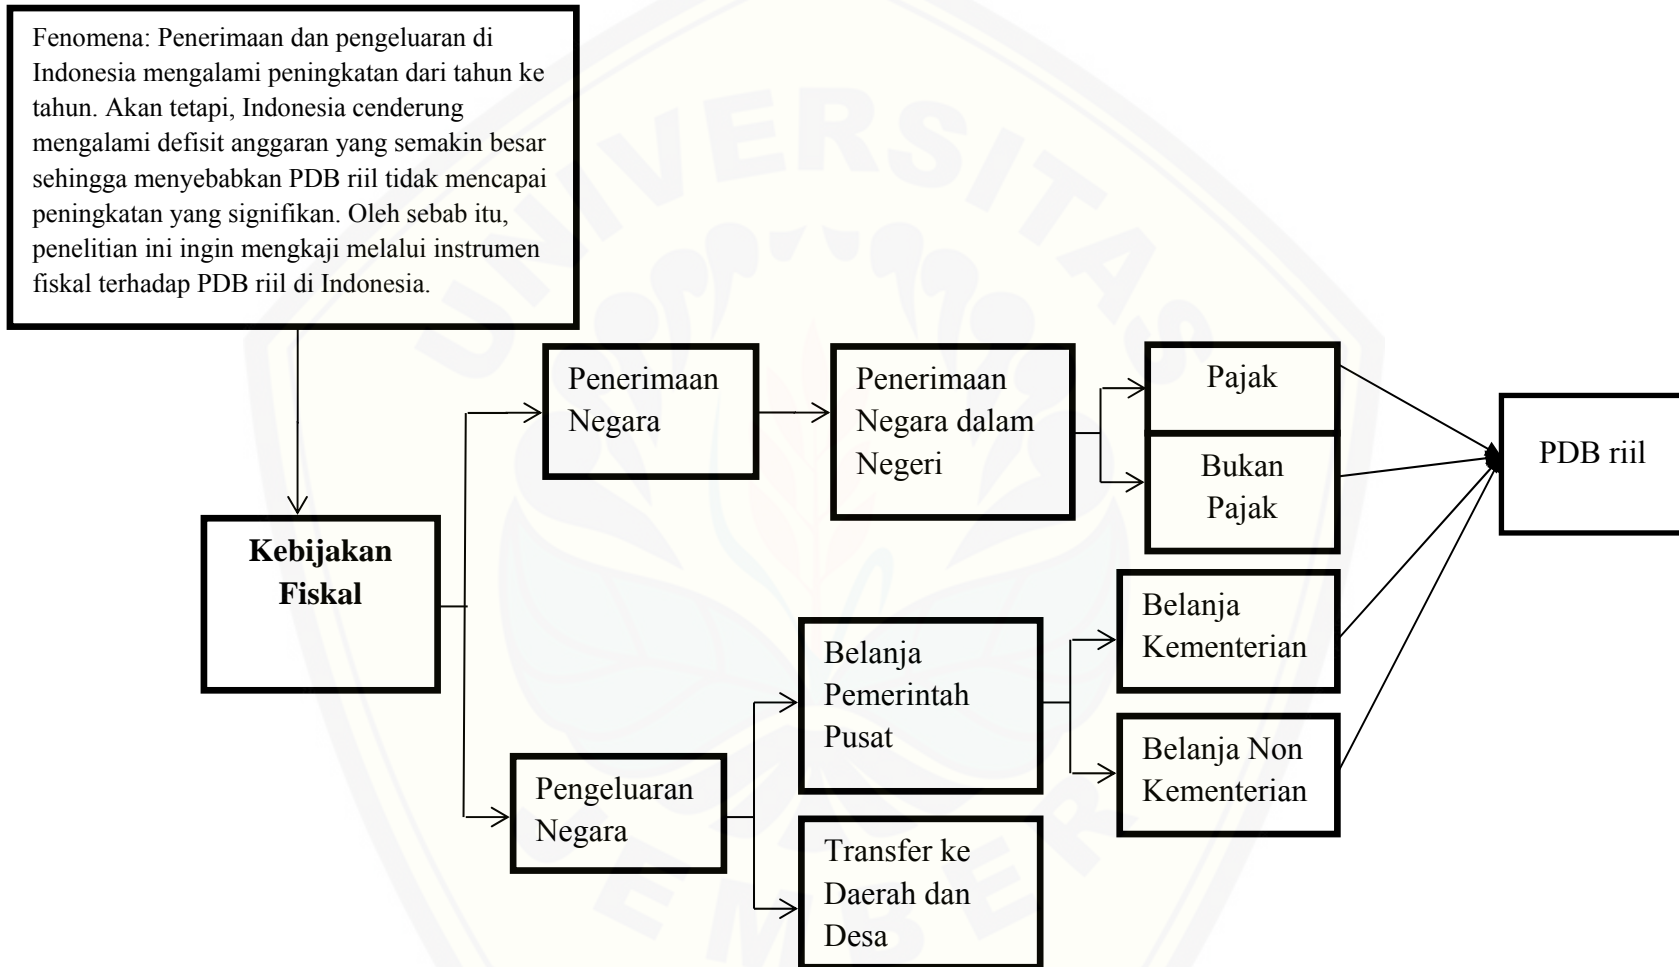 Fenomena: Penerimaan dan pengeluaran di
Indonesia mengalami peningkatan dari tahun ke
tahun. Akan tetapi, Indonesia cenderung
mengalami defisit anggaran yang semakin besar
sehingga menyebabkan PDB riil tidak mencapai
peningkatan yang signifikan. Oleh sebab itu,
penelitian ini ingin mengkaji melalui instrumen
fiskal terhadap PDB riil di Indonesia.
Kebijakan
Fiskal
Penerimaan
Negara
Penerimaan
Negara dalam
Negeri
Pajak
Bukan
Pajak
PDB riil
Pengeluaran
Negara
Belanja
Pemerintah
Pusat
Transfer ke
Daerah dan
Desa
Belanja
Kementerian
Belanja Non
Kementerian
UNIVERSITAS
JEMBER